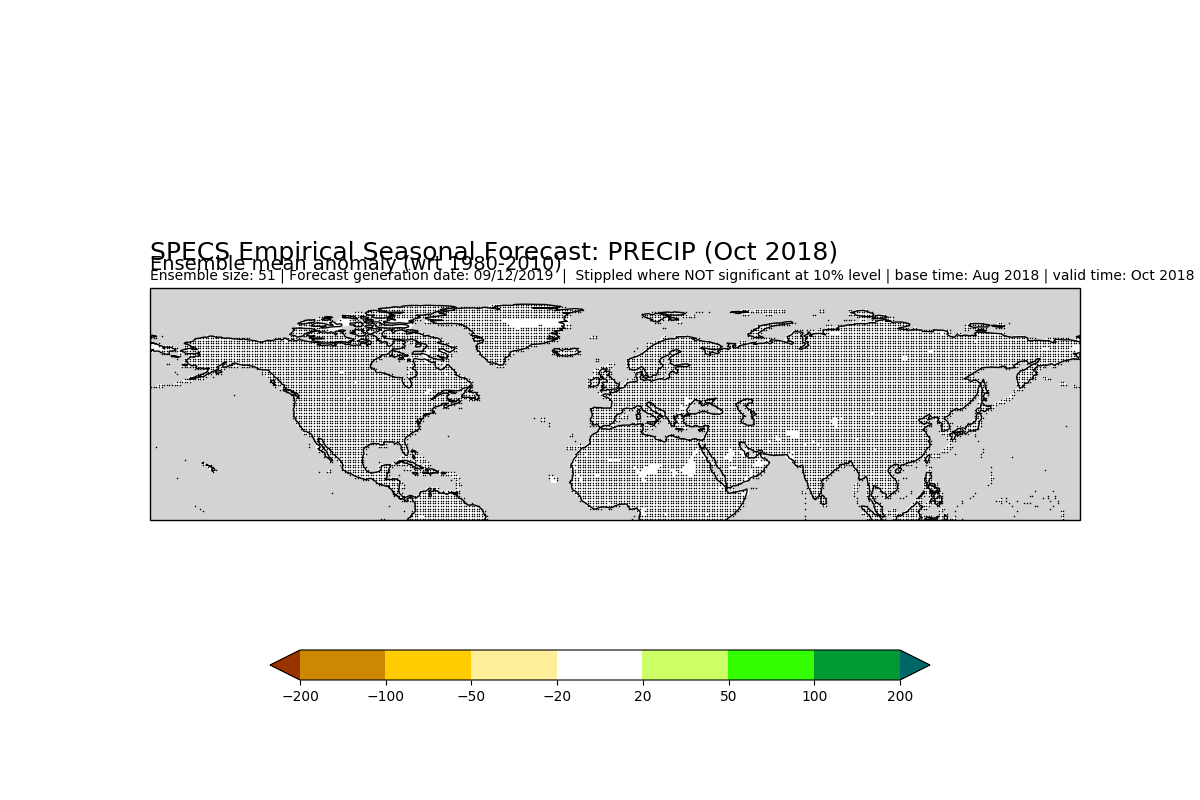 SPECS Empirical Seasonal Forecast: PRECIP (Oct 2018)
Ensemble mean anomaly (wrt 1980-2010)
Ensemble size: 51 | Forecast generation date: 09/12/2019 | Stippled where NOT significant at 10% level | base time: Aug 2018 | valid time: Oct 2018
−200 −100 −50 −20 20 50 100 200